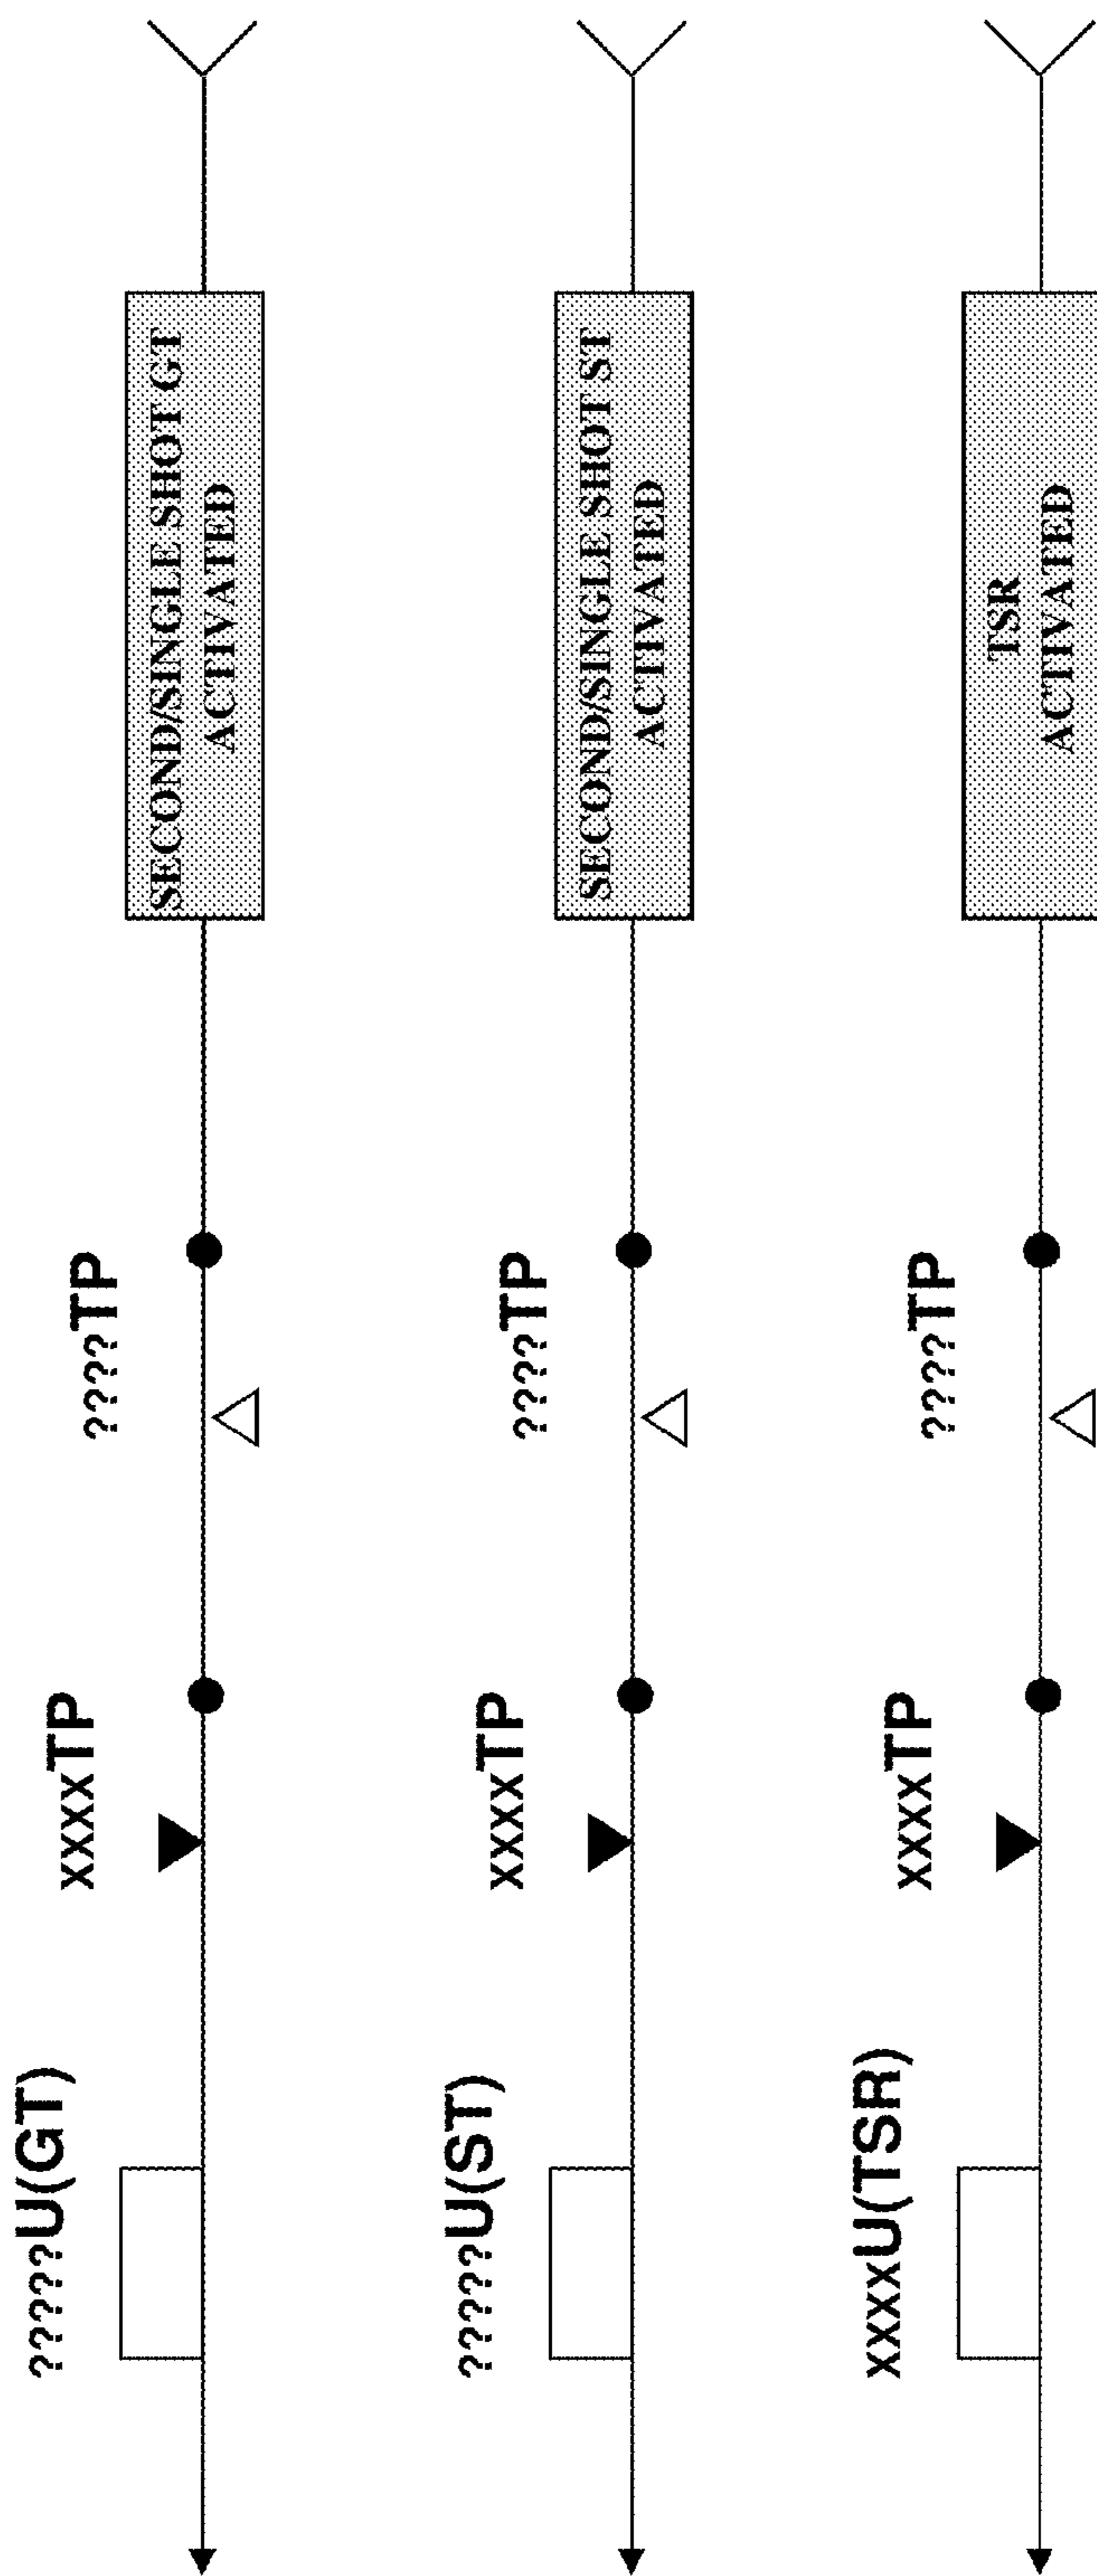 ?????U(GT)
xxxxTP
????TP
SECOND/SINGLE SHOT GT
ACTIVATED
?????U(ST)
xxxxTP
????TP
SECOND/SINGLE SHOT ST
ACTIVATED
xxxxU(TSR)
xxxxTP
????TP
TSR
ACTIVATED